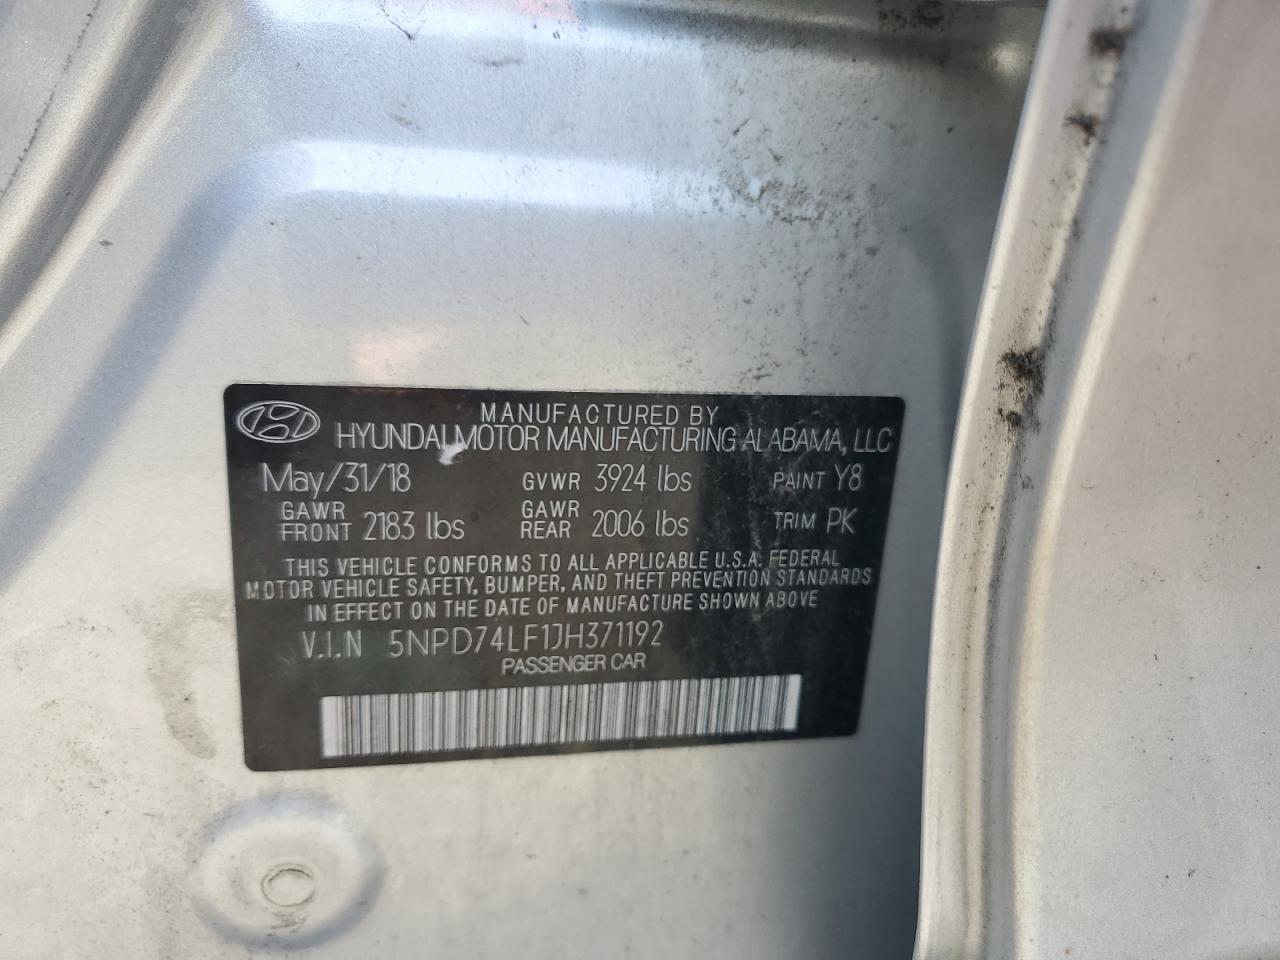 MANUFACTURED BY
HYUNDAI MOTOR MANUFACTURING ALABAMA, LLC
May/31/18 GVWR 3924 lbs PAINT Y8
GAWR FRONT 2183 lbs GAWR REAR 2006 lbs TRIM PK
THIS VEHICLE CONFORMS TO ALL APPLICABLE U.S.A. FEDERAL
MOTOR VEHICLE SAFETY, BUMPER, AND THEFT PREVENTION STANDARDS
IN EFFECT ON THE DATE OF MANUFACTURE SHOWN ABOVE
V.I.N 5NPD74LF1JH371192
PASSENGER CAR